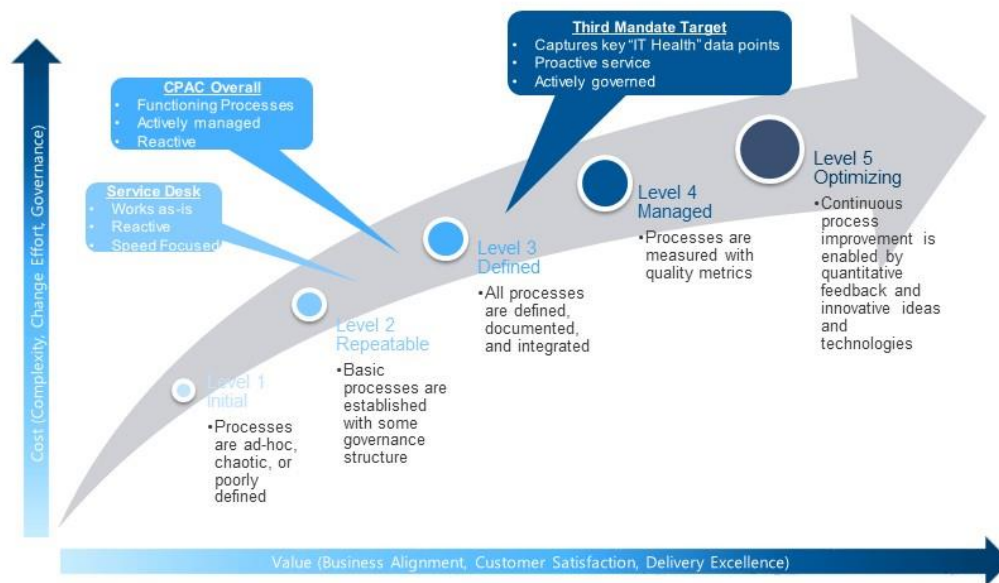 Third Mandate Target
• Captures key "IT Health" data points
• Proactive service
• Actively governed
CPAC Overall
• Functioning Processes
• Actively managed
• Reactive
Service Desk
• Works as-is
• Reactive
• Speed Focused
Cost (Complexity, Change Effort, Governance)
Level 1
Initial
•Processes
are ad-hoc,
chaotic, or
poorly
defined
Level 2
Repeatable
•Basic
processes are
established
with some
governance
structure
Level 3
Defined
•All processes
are defined,
documented,
and integrated
Level 4
Managed
•Processes are
measured with
quality metrics
Level 5
Optimizing
•Continuous
process
improvement is
enabled by
quantitative
feedback and
innovative ideas
and
technologies
Value (Business Alignment, Customer Satisfaction, Delivery Excellence)